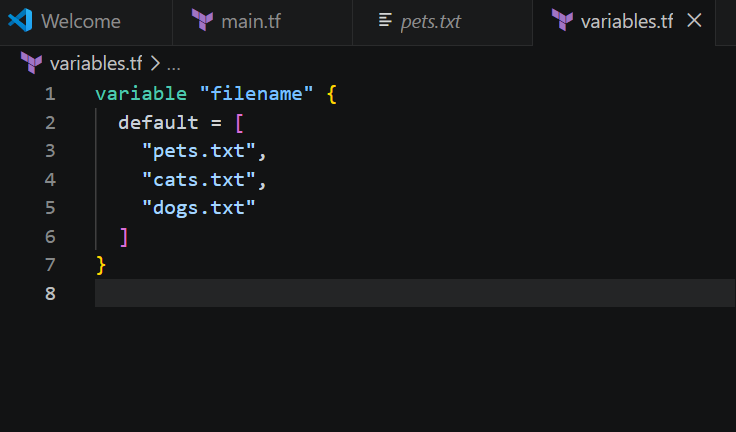 Welcome main.tf pets.txt variables.tf
variables.tf > ...
1 variable "filename" {
2   default = [
3     "pets.txt",
4     "cats.txt",
5     "dogs.txt"
6   ]
7 }
8